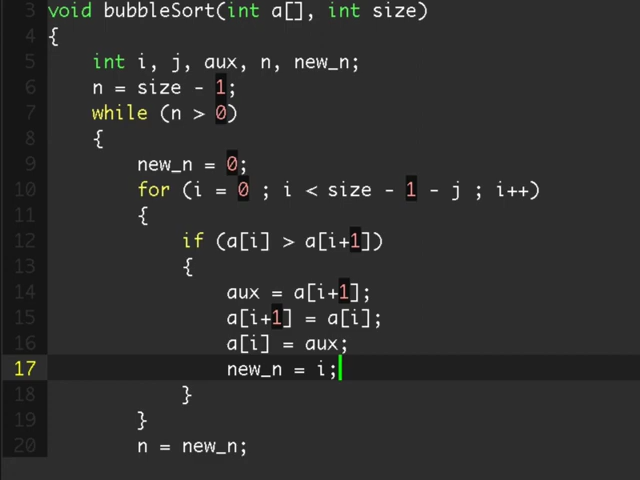 3 void bubbleSort(int a[], int size)
4 {
5 int i, j, aux, n, new_n;
6 n = size - 1;
7 while (n > 0)
8 {
9 new_n = 0;
10 for (i = 0 ; i < size - 1 - j ; i++)
11 {
12 if (a[i] > a[i+1])
13 {
14 aux = a[i+1];
15 a[i+1] = a[i];
16 a[i] = aux;
17 new_n = i;
18 }
19 }
20 n = new_n;